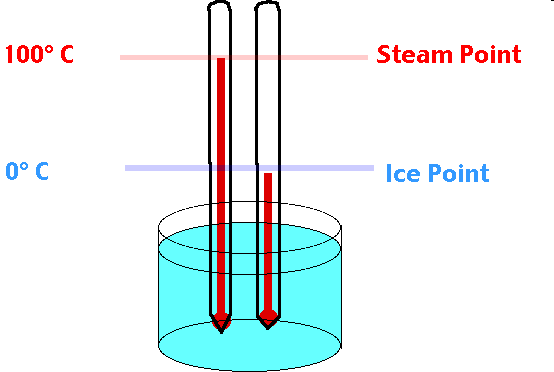 100° C
Steam Point
0° C
Ice Point